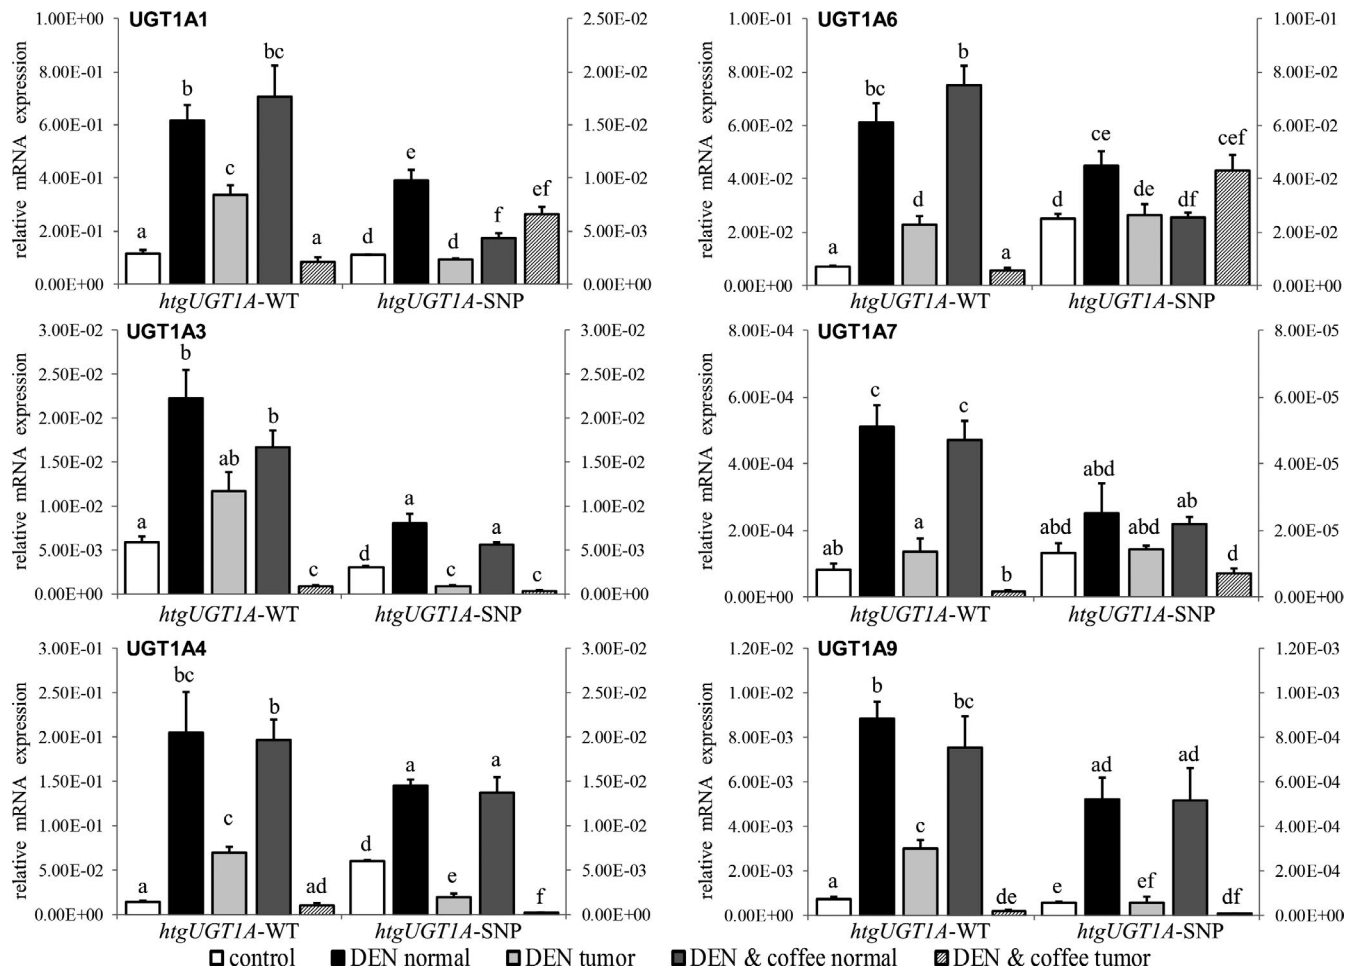 UGT1A1
relative mRNA expression
1.00E+00
8.00E-01
6.00E-01
4.00E-01
2.00E-01
0.00E+00
2.50E-02
2.00E-02
1.50E-02
1.00E-02
5.00E-03
0.00E+00
a
b
c
bc
a
d
e
d
f
ef
htgUGT1A-WT
htgUGT1A-SNP
UGT1A6
relative mRNA expression
1.00E-01
8.00E-02
6.00E-02
4.00E-02
2.00E-02
0.00E+00
1.00E-01
8.00E-02
6.00E-02
4.00E-02
2.00E-02
0.00E+00
a
bc
d
b
a
d
ce
de
df
cef
htgUGT1A-WT
htgUGT1A-SNP
UGT1A3
relative mRNA expression
3.00E-02
2.50E-02
2.00E-02
1.50E-02
1.00E-02
5.00E-03
0.00E+00
3.00E-02
2.50E-02
2.00E-02
1.50E-02
1.00E-02
5.00E-03
0.00E+00
a
b
ab
b
c
d
a
c
a
c
htgUGT1A-WT
htgUGT1A-SNP
UGT1A7
relative mRNA expression
8.00E-04
6.00E-04
4.00E-04
2.00E-04
0.00E+00
8.00E-05
6.00E-05
4.00E-05
2.00E-05
0.00E+00
ab
c
a
c
b
abd
abd
abd
ab
d
htgUGT1A-WT
htgUGT1A-SNP
UGT1A4
relative mRNA expression
3.00E-01
2.50E-01
2.00E-01
1.50E-01
1.00E-01
5.00E-02
0.00E+00
3.00E-02
2.50E-02
2.00E-02
1.50E-02
1.00E-02
5.00E-03
0.00E+00
a
bc
c
b
ad
d
a
e
a
f
htgUGT1A-WT
htgUGT1A-SNP
UGT1A9
relative mRNA expression
1.20E-02
1.00E-02
8.00E-03
6.00E-03
4.00E-03
2.00E-03
0.00E+00
1.20E-03
1.00E-03
8.00E-04
6.00E-04
4.00E-04
2.00E-04
0.00E+00
a
b
c
bc
de
e
ad
ef
ad
df
htgUGT1A-WT
htgUGT1A-SNP
control DEN normal DEN tumor DEN & coffee normal DEN & coffee tumor